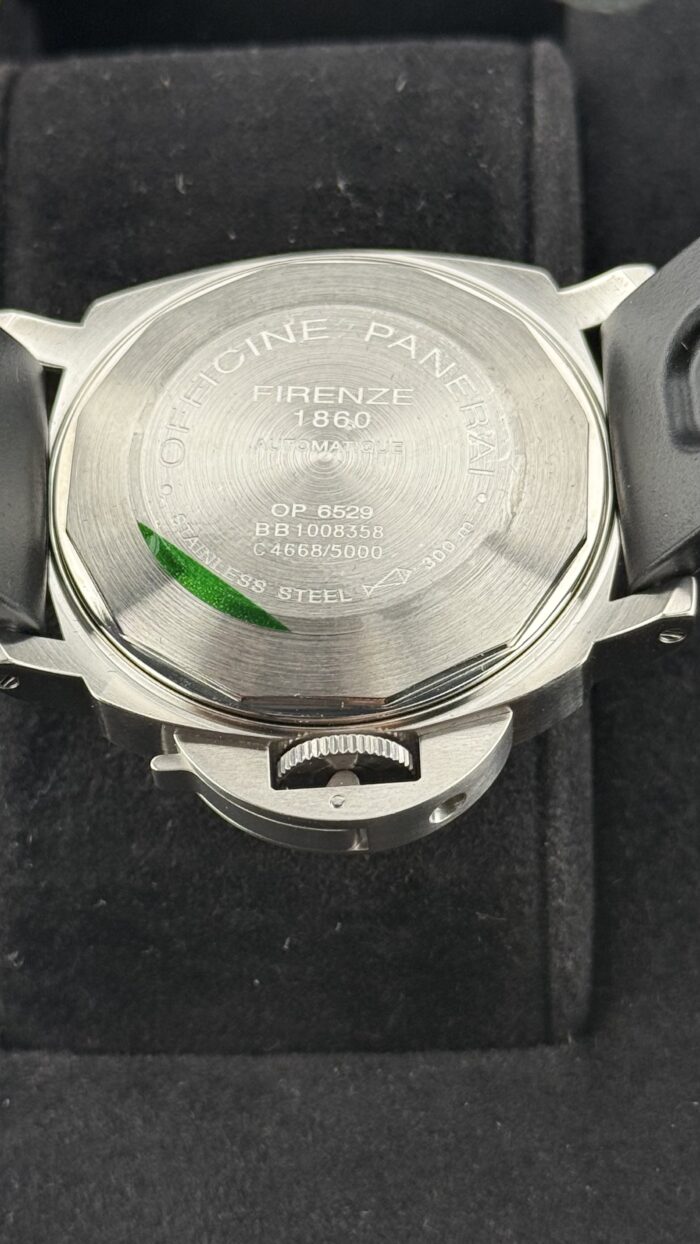 OFFICINE PANERAI
FIRENZE
1860
AUTOMATIQUE
OP 6529
BB1008358
C4668/5000
STAINLESS STEEL 300 m